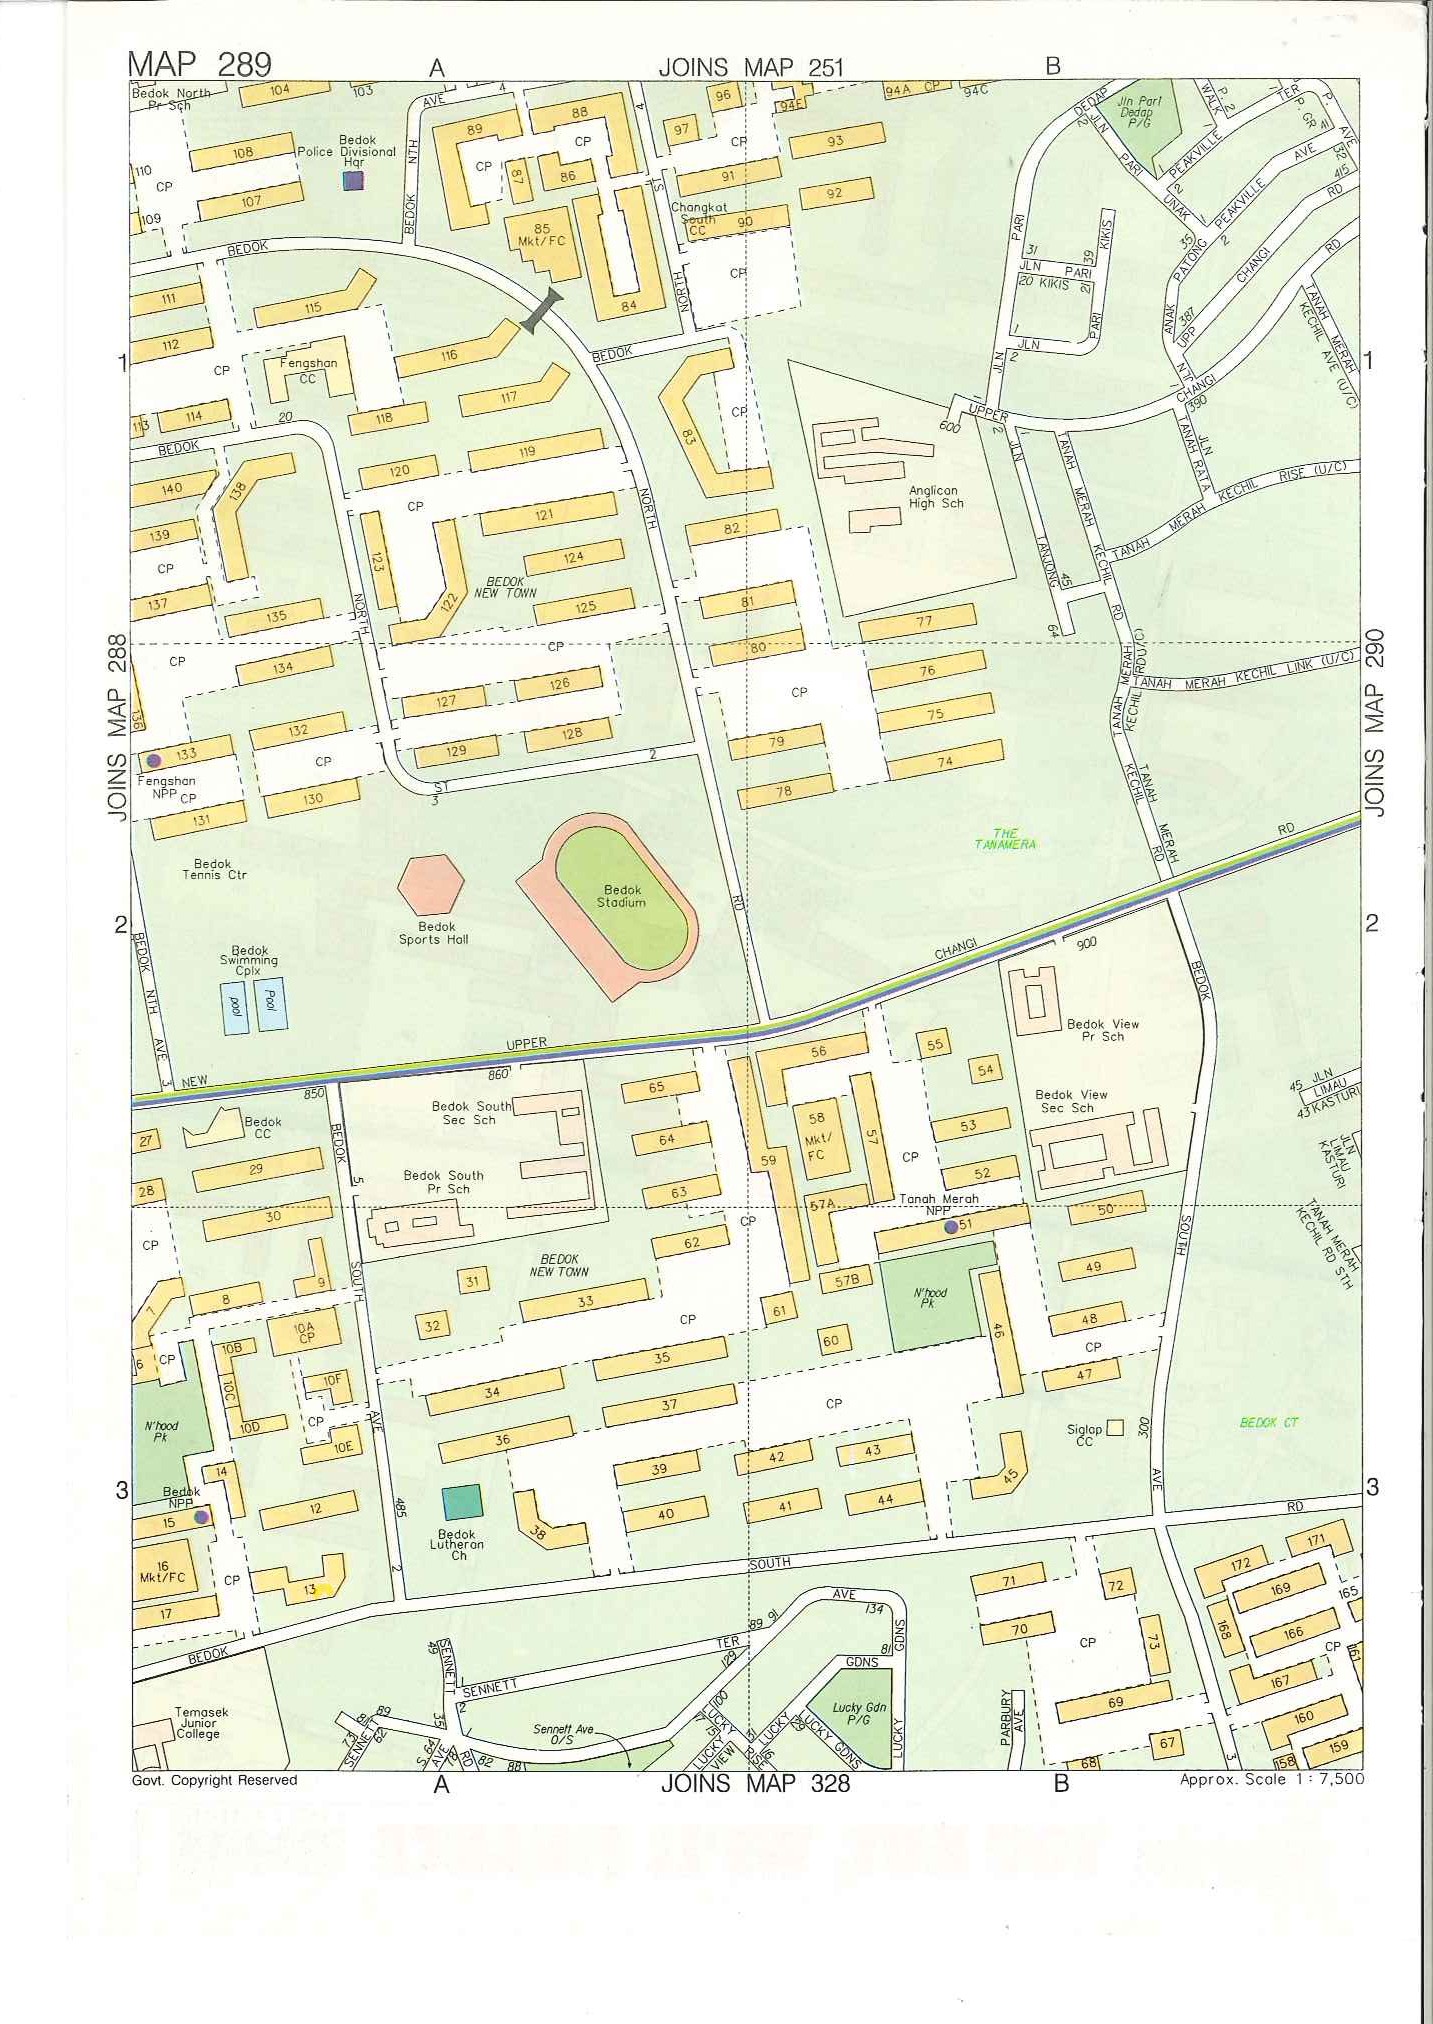 MAP 289
A
JOINS MAP 251
B
Bedok North
Pr Sch
104
103
AVE
4
88
4
96
94E
94A
CP
94C
Jln Pari
Dedap
P/G
DEDAP
JLN
PARI
WALK
P. 2
TER
P. GR 41
P. AVE
110
CP
108
Bedok
Police Divisional
Hqr
107
109
89
CP
CP
87
86
97
CP
93
91
92
ST
Changkat
South
CC
90
CP
PEAKVILLE
AVE
32
415
RD
UNAK
PEAKVILLE
CHANGI
RD
BEDOK
NTH
85
Mkt/FC
84
NORTH
PARI
31
JLN PARI
20 KIKIS 21
39
KIKIS
PATONG
35
ANAK
387
UPP
TANAH MERAH
KECHIL AVE (U/C)
BEDOK
111
115
112
CP
Fengshan
CC
116
117
BEDOK
JLN
PARI
JLN
1
1
113
114
20
118
83
CP
600
UPPER
CHANGI
390
NTP
JLN
TANAH RATA
BEDOK
140
138
120
119
CP
121
82
Anglican
High Sch
JLN
TANJONG
TANAH
MERAH
KECHIL
RD
TANAH MERAH KECHIL RISE (U/C)
139
CP
123
122
BEDOK
NEW TOWN
124
NORTH
125
81
45
64
137
135
NORTH
CP
80
77
TANAH MERAH
KECHIL RD(U/C)
JOINS MAP 288
CP
134
126
127
CP
76
TANAH MERAH KECHIL LINK (U/C)
JOINS MAP 290
136
132
133
CP
129
128
79
75
74
TANAH
KECHIL
MERAH
RD
Fengshan
NPP
CP
130
131
ST
3
2
78
Bedok
Tennis Ctr
THE
TANAMERA
RD
2
Bedok
Sports Hall
Bedok
Stadium
RD
2
BEDOK
NTH
AVE
3
Bedok
Swimming
Cplx
pool
Pool
CHANGI
900
BEDOK
Bedok View
Pr Sch
UPPER
NEW
850
860
56
55
54
65
45 JLN
LIMAU
43 KASTURI
Bedok
CC
27
BEDOK
Bedok South
Sec Sch
64
58
Mkt/
FC
57
53
Bedok View
Sec Sch
JLN
LIMAU
KASTURI
29
28
5
Bedok South
Pr Sch
63
59
CP
52
Tanah Merah
NPP
57A
51
50
30
CP
CP
62
SOUTH
TANAH MERAH
KECHIL RD STH
9
SOUTH
BEDOK
NEW TOWN
31
33
57B
N'hood
Pk
49
7
8
32
CP
61
60
46
48
CP
10A
CP
10B
6
CP
10C
10F
35
34
47
N'hood
Pk
10D
CP
10E
AVE
37
CP
Siglap
CC
300
BEDOK CT
36
14
39
42
43
45
3
Bedok
NPP
15
12
485
Bedok
Lutheran
Ch
38
40
41
44
AVE
RD
3
16
Mkt/FC
CP
13
2
SOUTH
71
72
172
171
17
169
165
BEDOK
AVE
134
70
CP
73
168
166
CP
161
49
SENNETT
TER
89
91
129
81
GDNS
GDNS
167
Temasek
Junior
College
SENNETT
2
100
LUCKY
LUCKY
Lucky Gdn
P/G
LUCKY GDNS
LUCKY
PARBURY
AVE
69
160
89
73
62
SENNETT
35
S.
AVE
64
78
RD
82
88
Sennett Ave
O/S
LUCKY
VIEW
68
67
3
158
159
Govt. Copyright Reserved
A
JOINS MAP 328
B
Approx. Scale 1 : 7,500